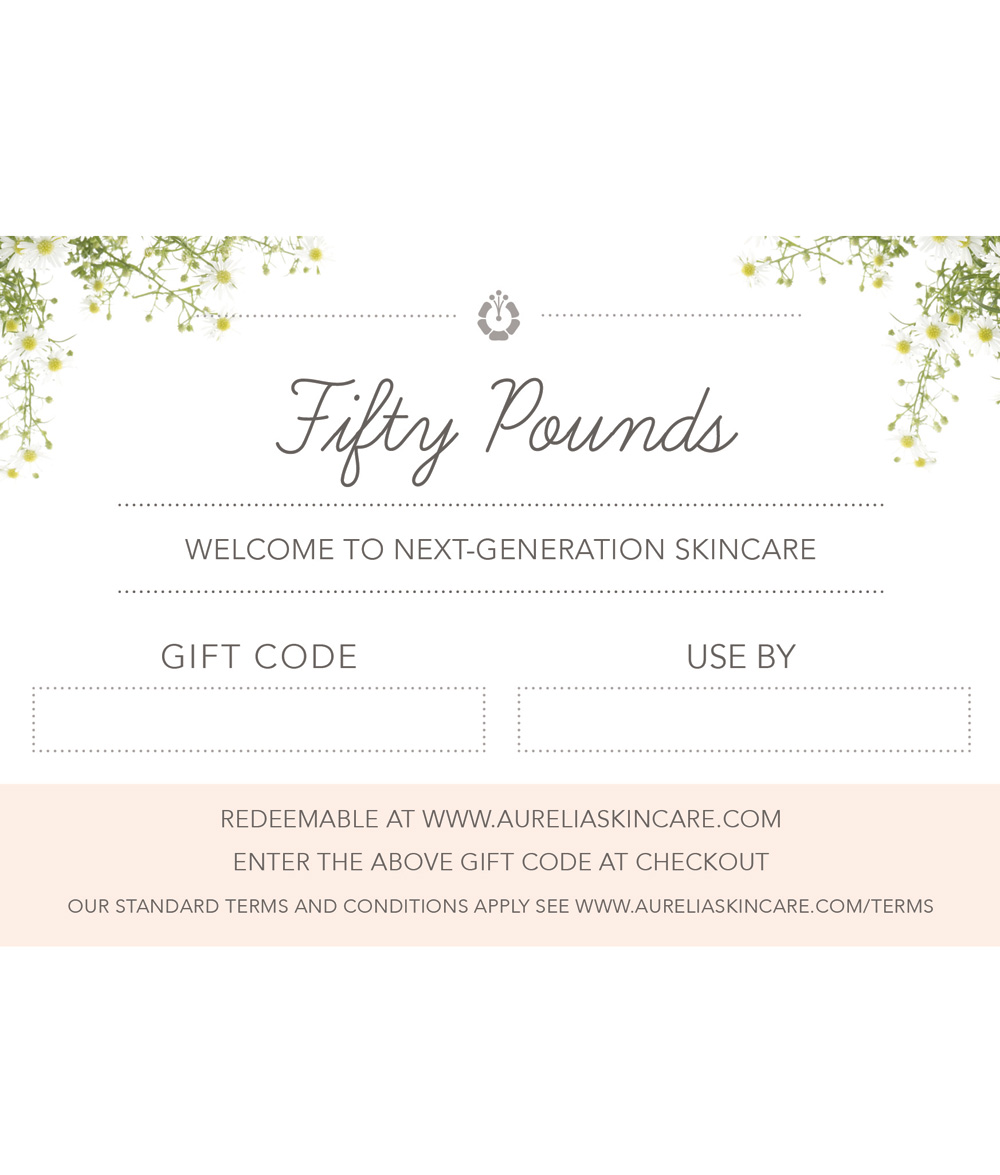 Fifty Pounds
WELCOME TO NEXT-GENERATION SKINCARE
GIFT CODE
USE BY
REDEEMABLE AT WWW.AURELIASKINCARE.COM
ENTER THE ABOVE GIFT CODE AT CHECKOUT
OUR STANDARD TERMS AND CONDITIONS APPLY SEE WWW.AURELIASKINCARE.COM/TERMS